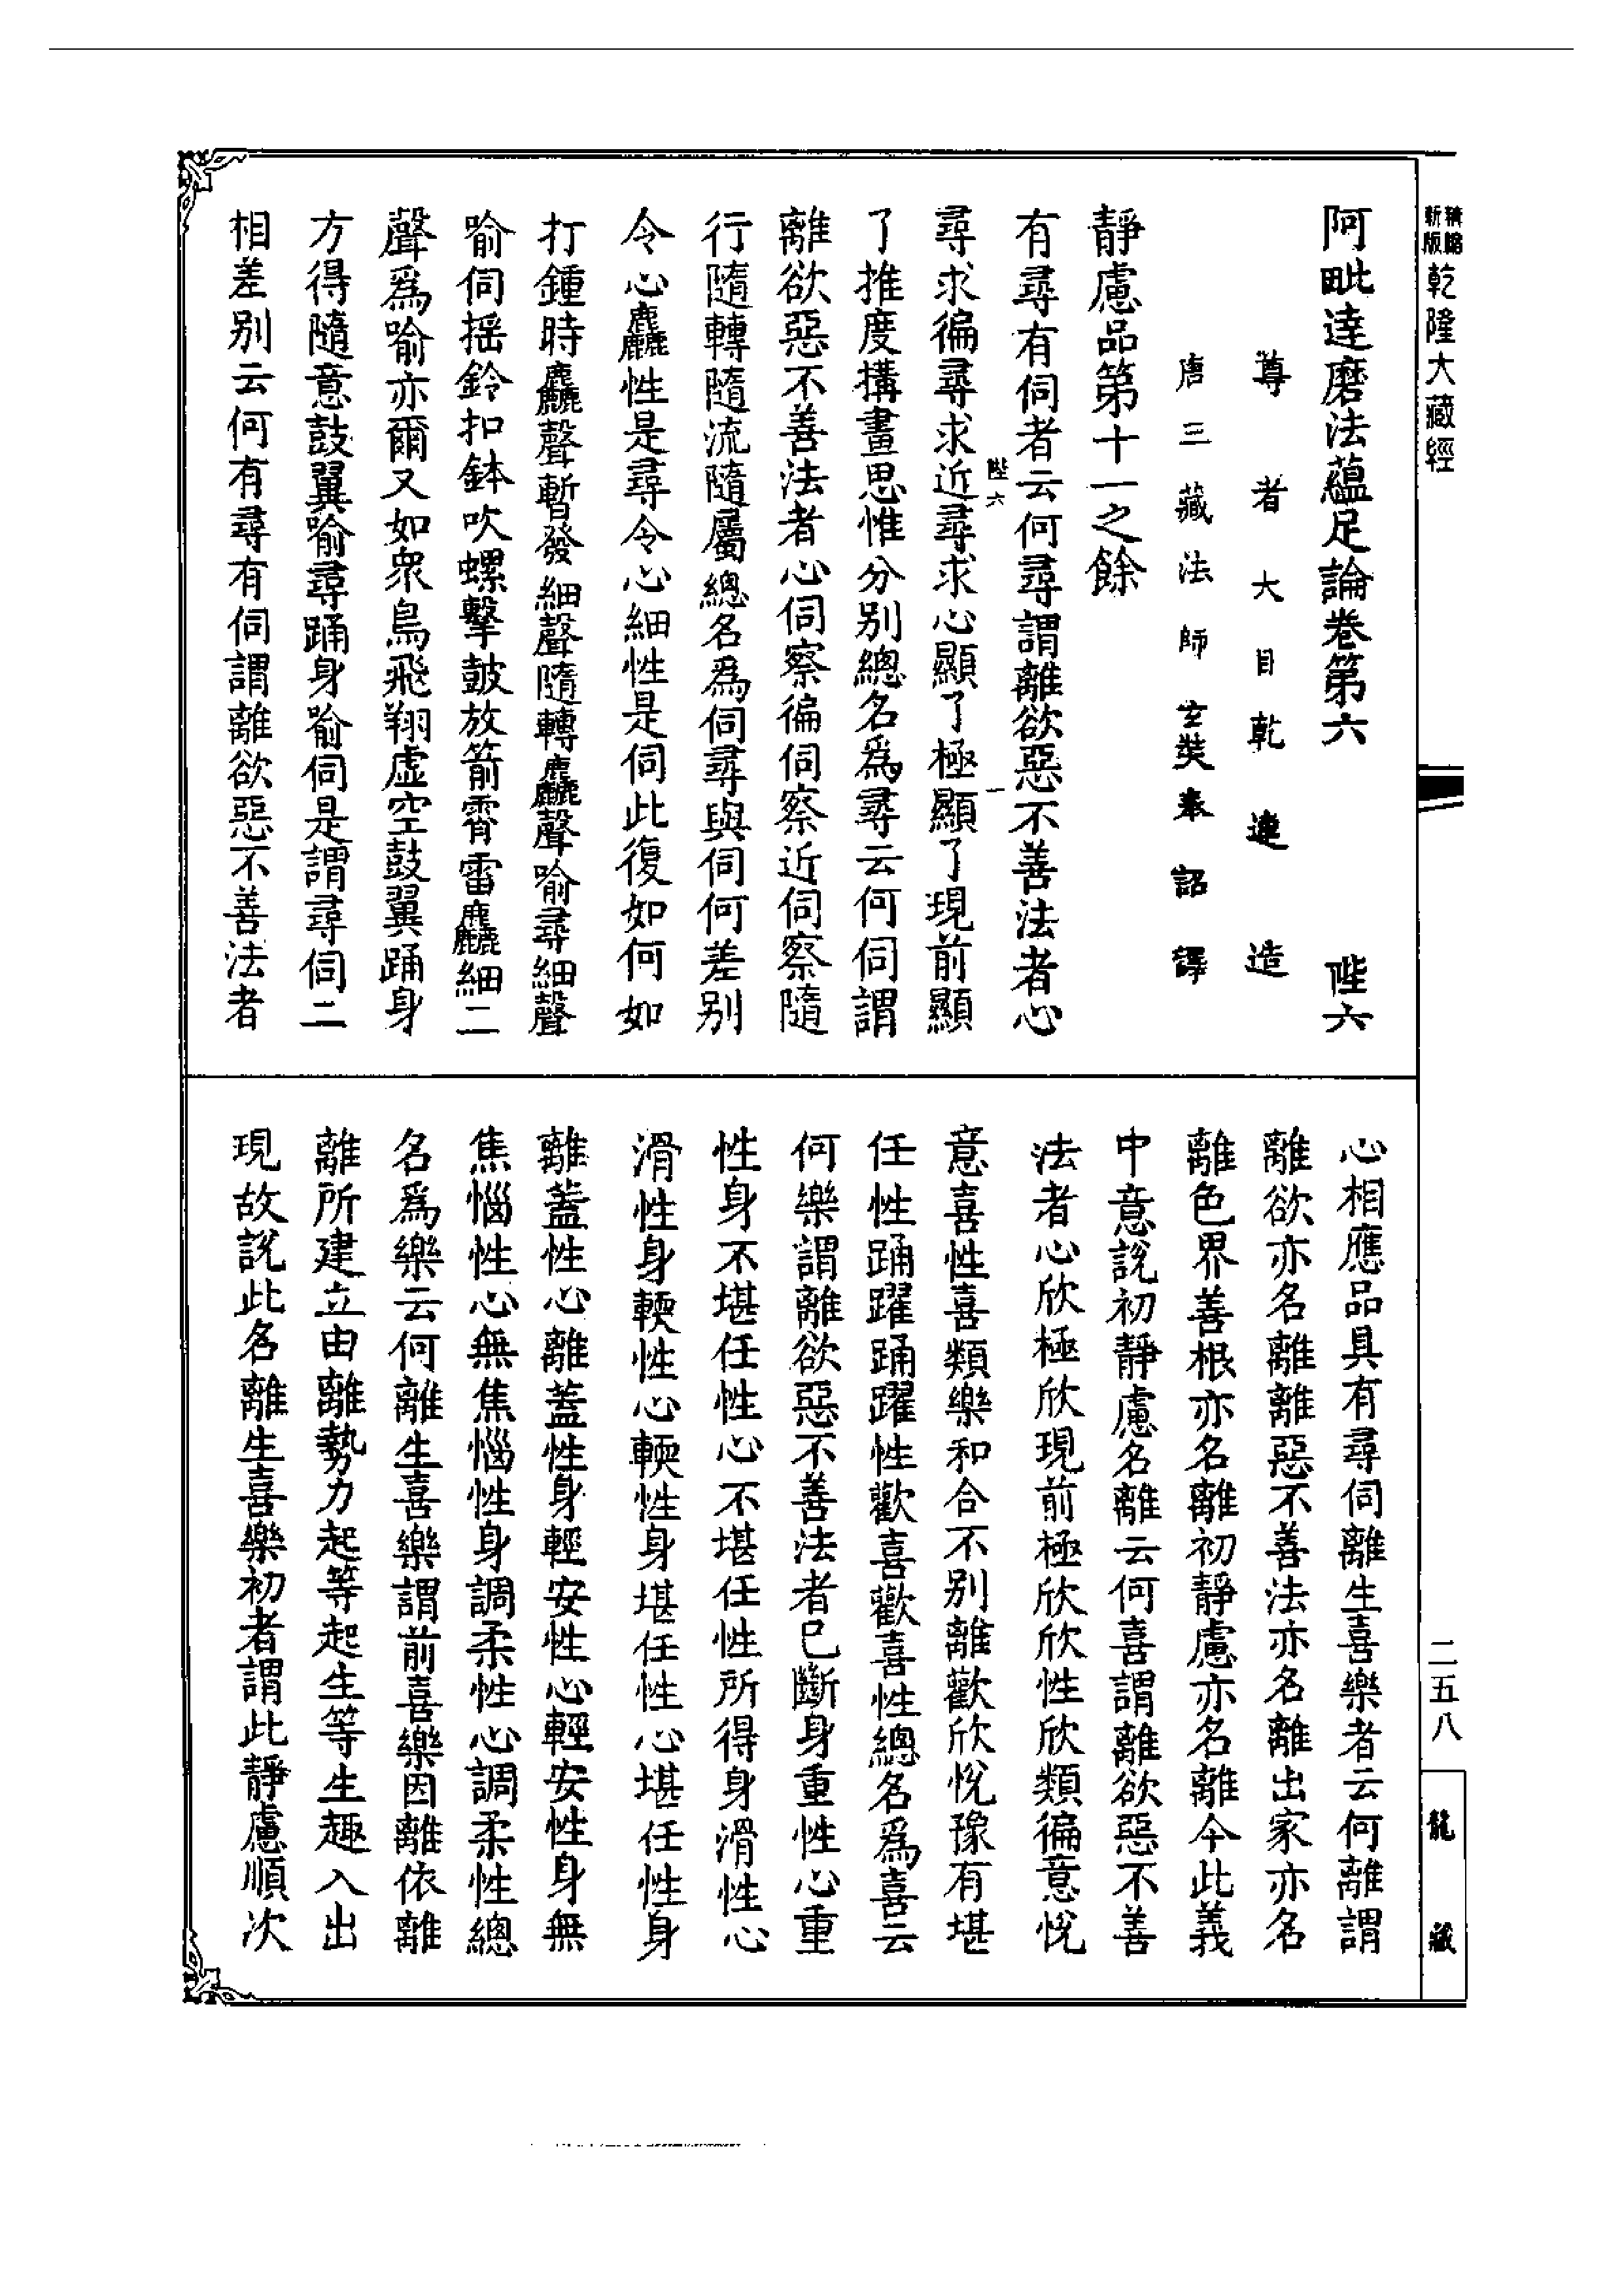 精縮新版乾隆大藏經
二五八
龍藏
阿毗達磨法蘊足論卷第六 陛六
尊者大目乾連造
唐三藏法師玄奘奉詔譯
靜慮品第十一之餘
有尋有伺者云何尋謂離欲惡不善法者心
陛六 一
尋求徧尋求近尋求心顯了極顯了現前顯
了推度搆畫思惟分別總名爲尋云何伺謂
離欲惡不善法者心伺察徧伺察近伺察隨
行隨轉隨流隨屬總名爲伺尋與伺何差別
令心麤性是尋令心細性是伺此復如何如
打鍾時麤聲暫發細聲隨轉麤聲喻尋細聲
喻伺揺鈴扣鉢吹螺擊鼓放箭霄雷麤細二
聲爲喻亦爾又如衆鳥飛翔虛空鼓翼踊身
方得隨意鼓翼喻尋踊身喻伺是謂尋伺二
相差別云何有尋有伺謂離欲惡不善法者
心相應品具有尋伺離生喜樂者云何離謂
離欲亦名離離惡不善法亦名離出家亦名
離色界善根亦名離初靜慮亦名離今此義
中意說初靜慮名離云何喜謂離欲惡不善
法者心欣極欣現前極欣欣性欣類徧意悅
意喜性喜類樂和合不別離歡欣悅豫有堪
任性踊躍踊躍性歡喜歡喜性總名爲喜云
何樂謂離欲惡不善法者已斷身重性心重
性身不堪任性心不堪任性所得身滑性心
滑性身輭性心輭性身堪任性心堪任性身
離蓋性心離蓋性身輕安性心輕安性身無
焦惱性心無焦惱性身調柔性心調柔性總
名爲樂云何離生喜樂謂前喜樂因離依離
離所建立由離勢力起等起生等生趣入出
現故說此名離生喜樂初者謂此靜慮順次